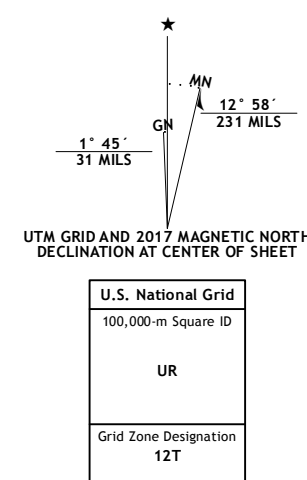 ★
MN
GN
12° 58´
231 MILS
1° 45´
31 MILS
UTM GRID AND 2017 MAGNETIC NORTH
DECLINATION AT CENTER OF SHEET
U.S. National Grid
100,000-m Square ID
UR
Grid Zone Designation
12T